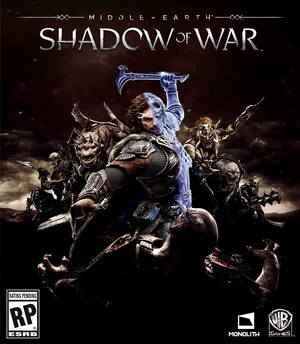 MIDDLE-EARTH
SHADOW OF WAR
RATING PENDING
RP
ESRB
MONOLITH
WB
GAMES